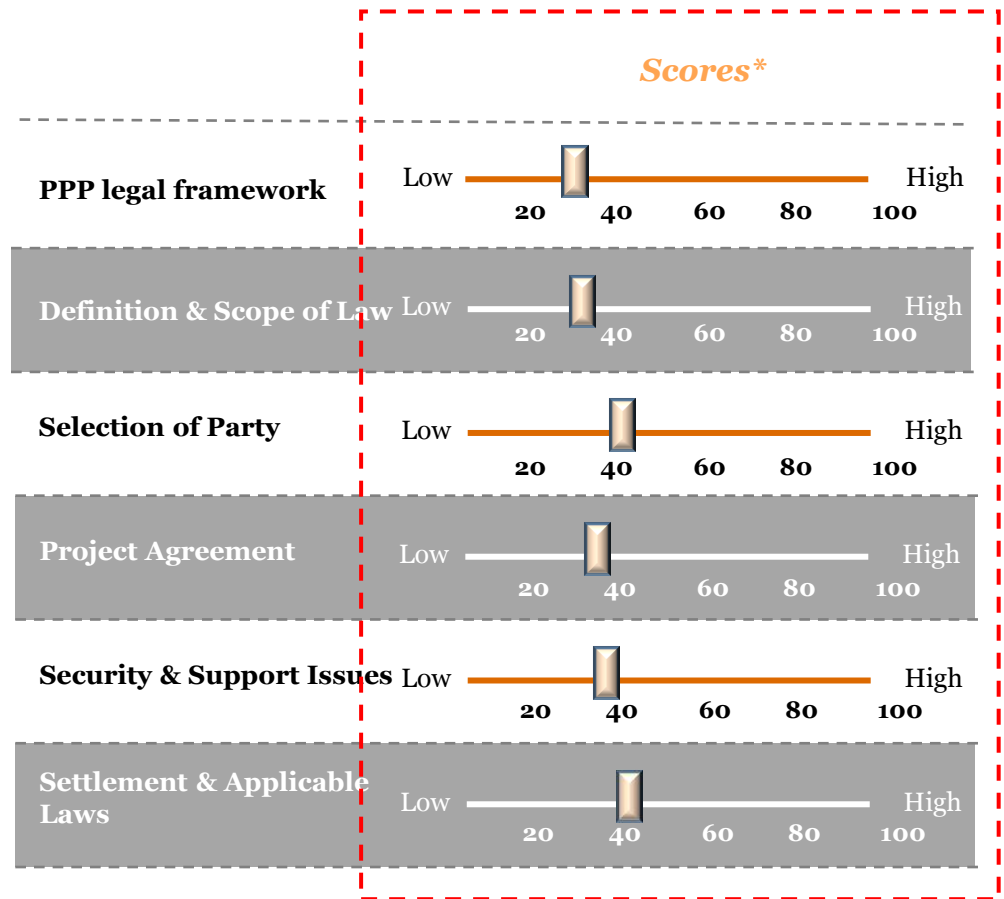 Scores*
PPP legal framework
Low
High
20 40 60 80 100
Definition & Scope of Law
Low
High
20 40 60 80 100
Selection of Party
Low
High
20 40 60 80 100
Project Agreement
Low
High
20 40 60 80 100
Security & Support Issues
Low
High
20 40 60 80 100
Settlement & Applicable
Laws
Low
High
20 40 60 80 100